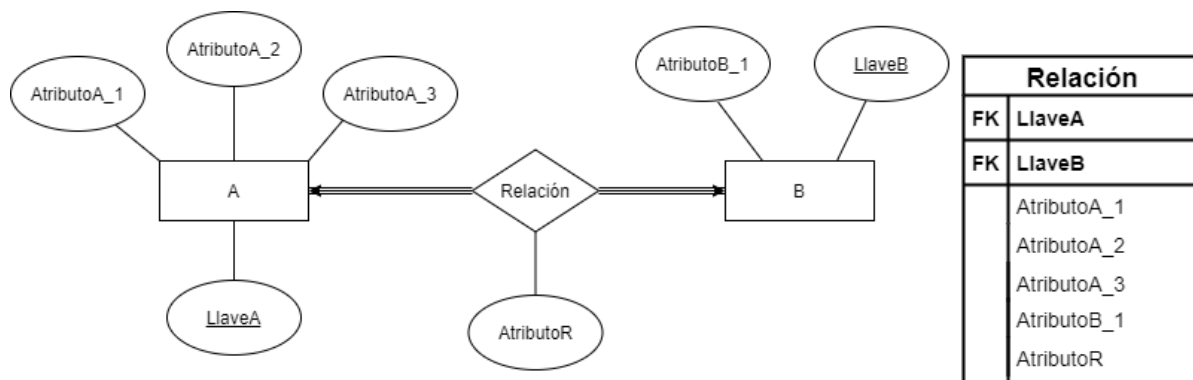 AtributoA_1
AtributoA_2
AtributoA_3
A
LlaveA
Relación
AtributoR
AtributoB_1
LlaveB
B
Relación
FK LlaveA
FK LlaveB
AtributoA_1
AtributoA_2
AtributoA_3
AtributoB_1
AtributoR